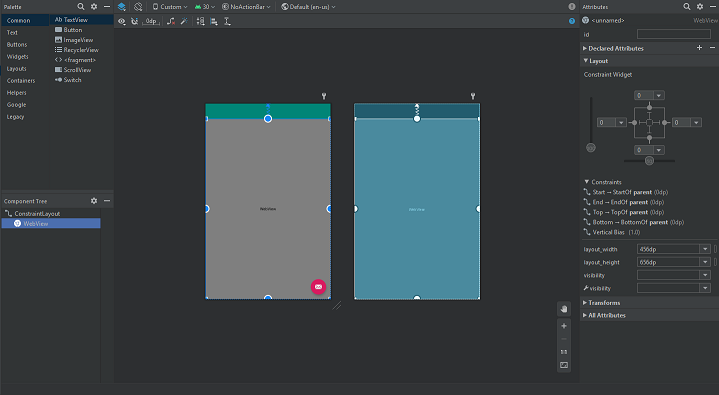 Palette
Common
Text
Buttons
Widgets
Layouts
Containers
Helpers
Google
Legacy
Ab TextView
Button
ImageView
RecyclerView
<> <fragment>
ScrollView
Switch
Component Tree
ConstraintLayout
WebView
Custom
30
NoActionBar
Default (en-us)
0dp
WebView
WebView
1:1
Attributes
<unnamed>
WebView
id
Declared Attributes
Layout
Constraint Widget
0
0
0
0
Constraints
Start → StartOf parent (0dp)
End → EndOf parent (0dp)
Top → TopOf parent (0dp)
Bottom → BottomOf parent (0dp)
Vertical Bias (1.0)
layout_width 456dp
layout_height 656dp
visibility
visibility
Transforms
All Attributes